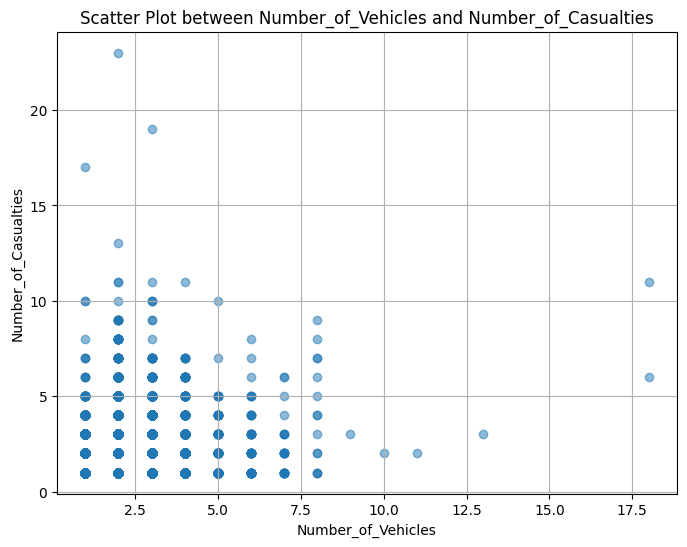 Scatter Plot between Number_of_Vehicles and Number_of_Casualties
Number_of_Casualties
20
15
10
5
0
2.5 5.0 7.5 10.0 12.5 15.0 17.5
Number_of_Vehicles